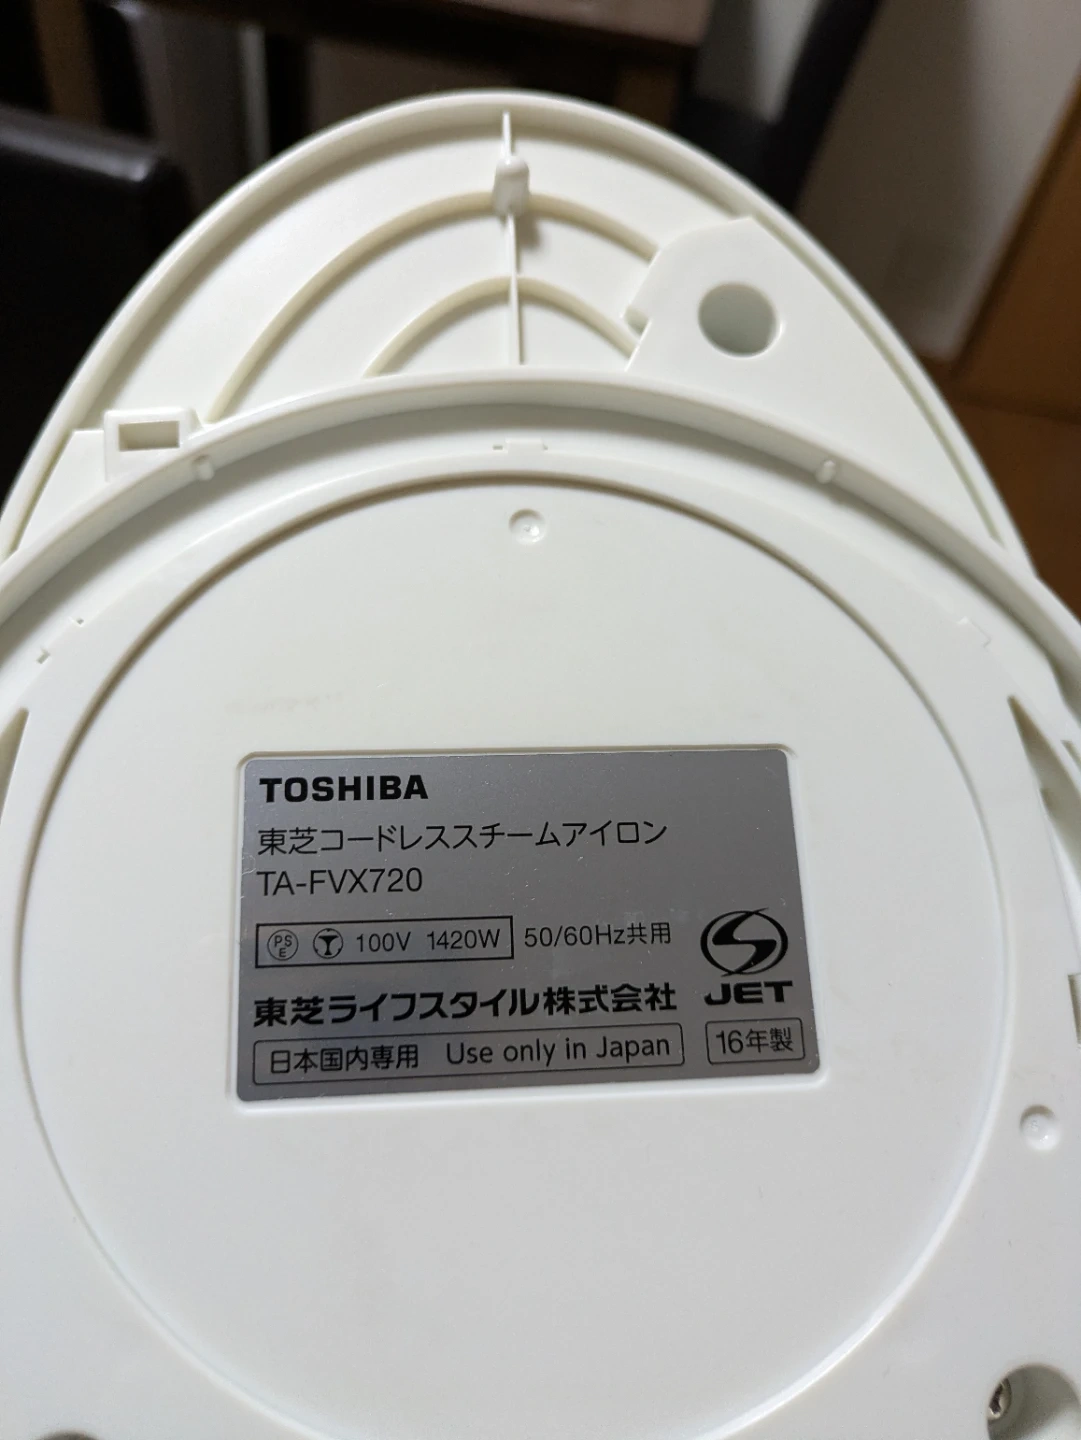 TOSHIBA
東芝コードレススチームアイロン
TA-FVX720
PSE 100V 1420W 50/60Hz共用
JET
東芝ライフスタイル株式会社
日本国内専用 Use only in Japan 16年製